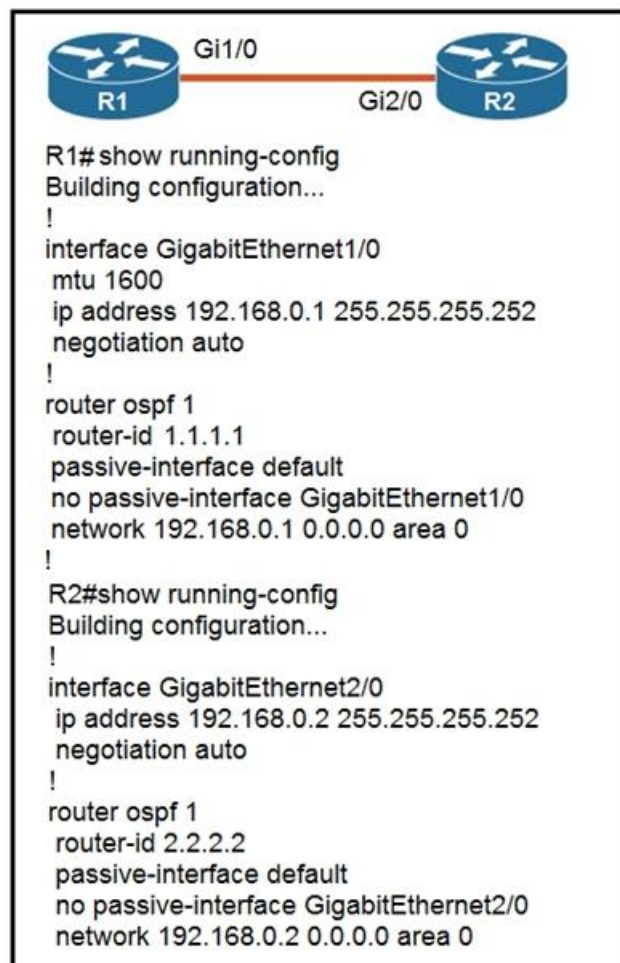 Gi1/0
R1
Gi2/0
R2
R1# show running-config
Building configuration...
!
interface GigabitEthernet1/0
mtu 1600
ip address 192.168.0.1 255.255.255.252
negotiation auto
!
router ospf 1
router-id 1.1.1.1
passive-interface default
no passive-interface GigabitEthernet1/0
network 192.168.0.1 0.0.0.0 area 0
!
R2#show running-config
Building configuration...
!
interface GigabitEthernet2/0
ip address 192.168.0.2 255.255.255.252
negotiation auto
!
router ospf 1
router-id 2.2.2.2
passive-interface default
no passive-interface GigabitEthernet2/0
network 192.168.0.2 0.0.0.0 area 0